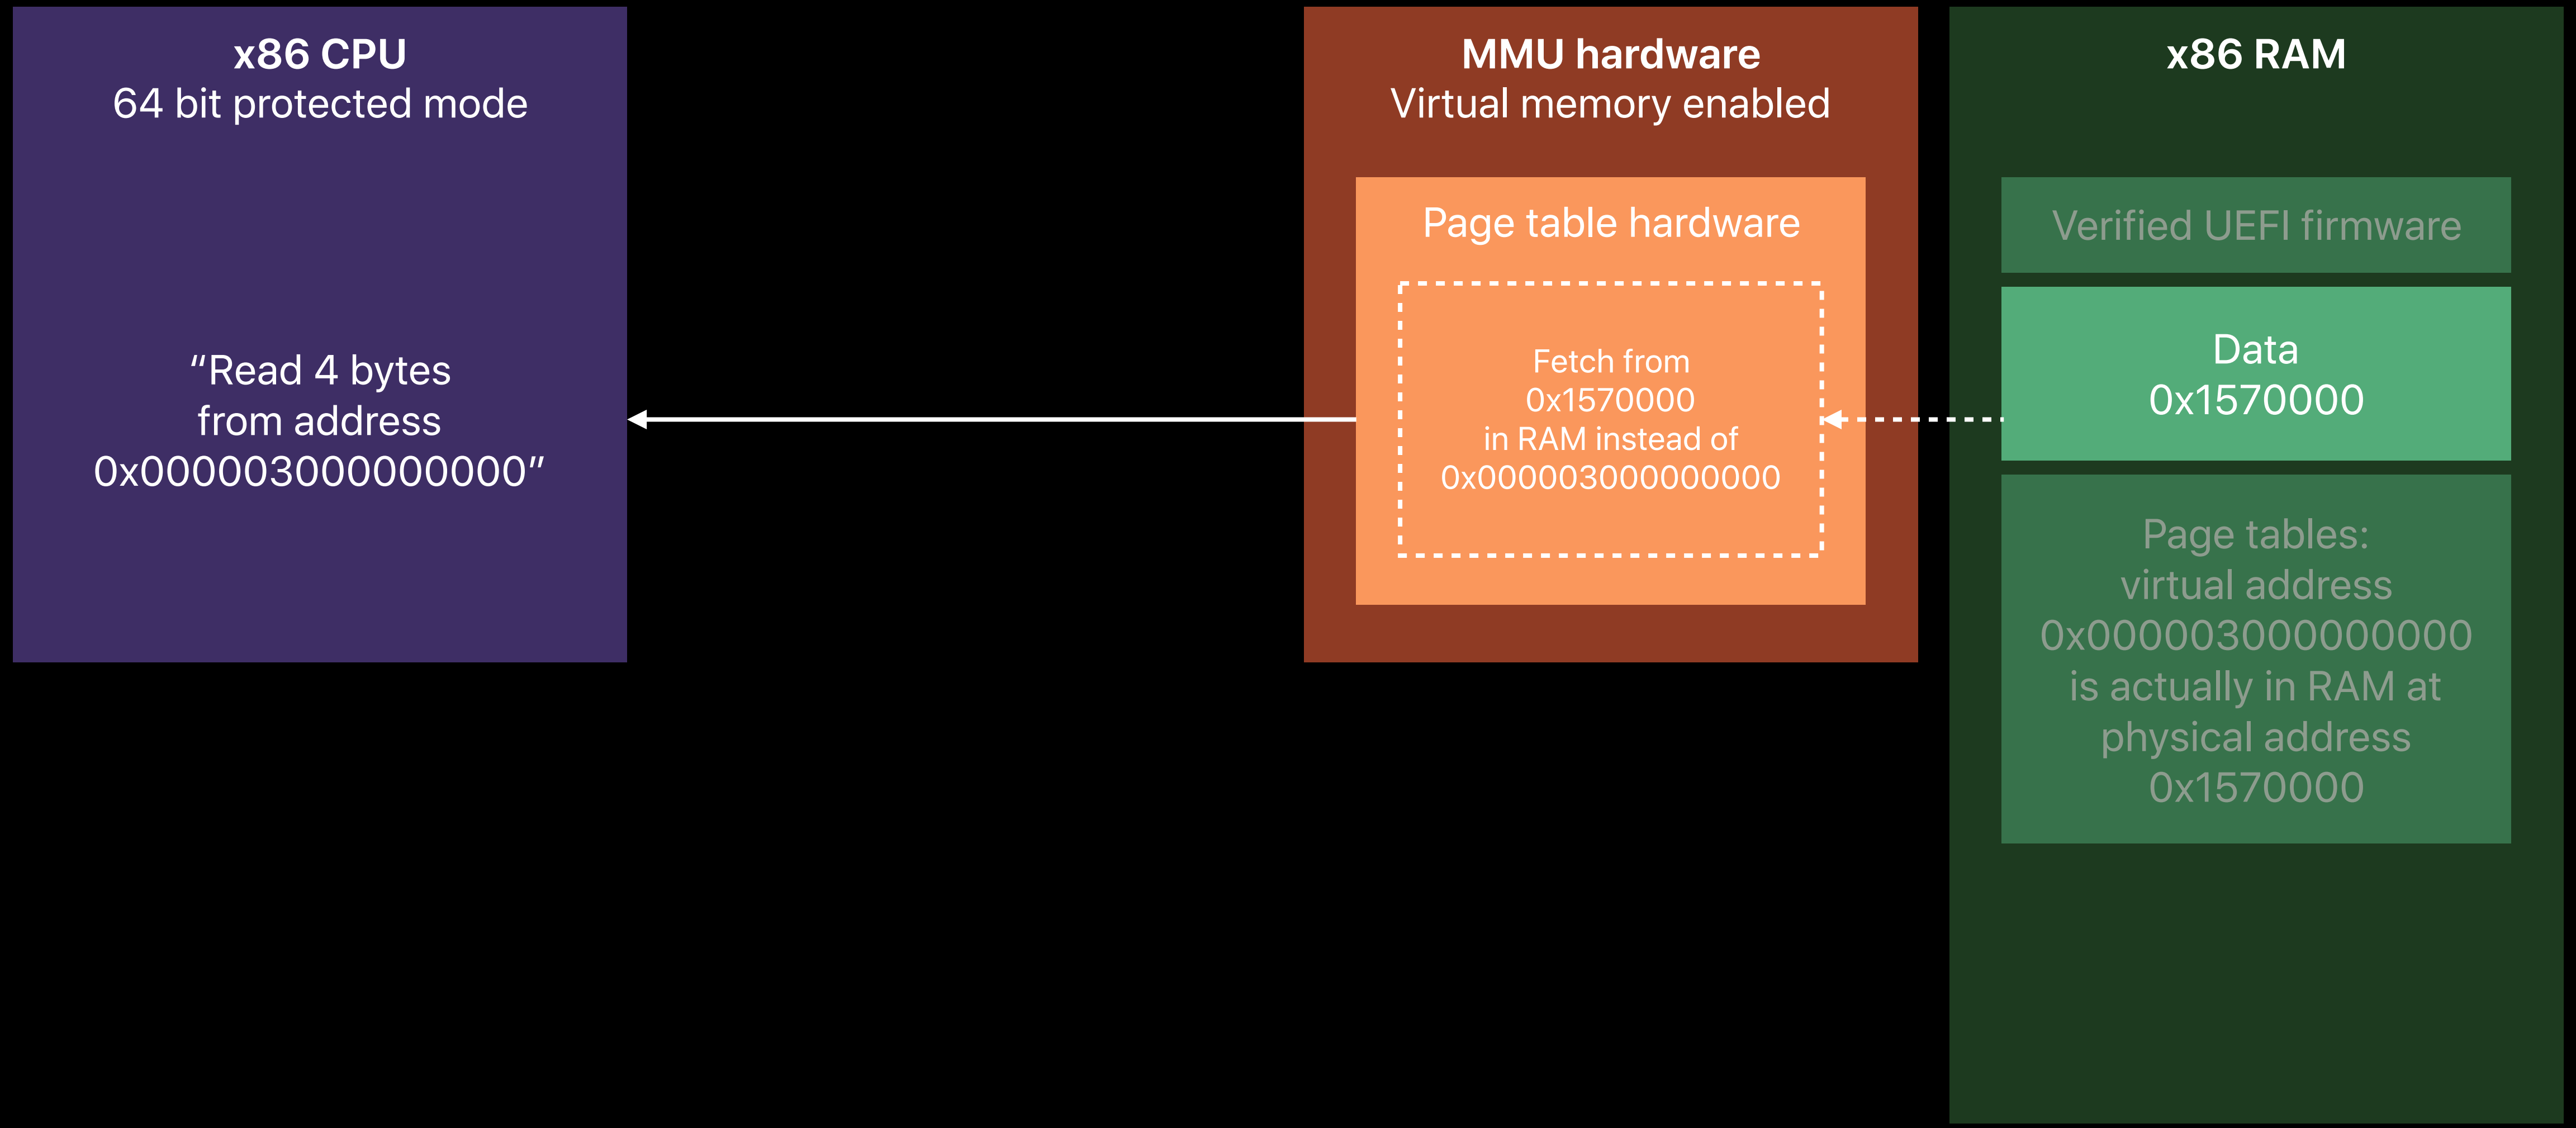 x86 CPU
64 bit protected mode
“Read 4 bytes
from address
0x000003000000000”
MMU hardware
Virtual memory enabled
Page table hardware
Fetch from
0x1570000
in RAM instead of
0x000003000000000
x86 RAM
Verified UEFI firmware
Data
0x1570000
Page tables:
virtual address
0x000003000000000
is actually in RAM at
physical address
0x1570000